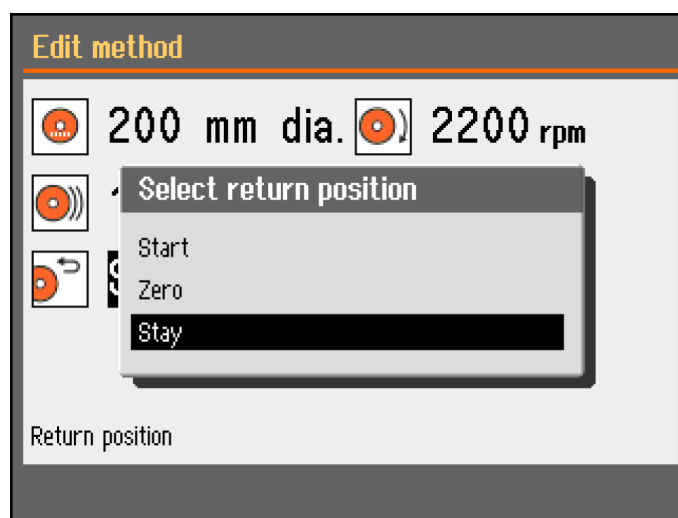 Edit method
200 mm dia. 2200 rpm
Select return position
Start
Zero
Stay
Return position